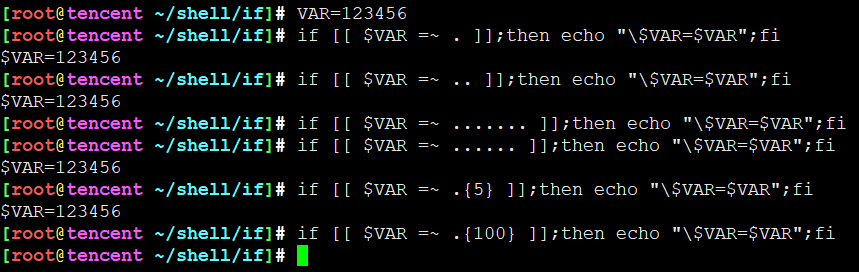 [root@tencent ~/shell/if]# VAR=123456
[root@tencent ~/shell/if]# if [[ $VAR =~ . ]];then echo "\$VAR=$VAR";fi
$VAR=123456
[root@tencent ~/shell/if]# if [[ $VAR =~ .. ]];then echo "\$VAR=$VAR";fi
$VAR=123456
[root@tencent ~/shell/if]# if [[ $VAR =~ ....... ]];then echo "\$VAR=$VAR";fi
[root@tencent ~/shell/if]# if [[ $VAR =~ ...... ]];then echo "\$VAR=$VAR";fi
$VAR=123456
[root@tencent ~/shell/if]# if [[ $VAR =~ .{5} ]];then echo "\$VAR=$VAR";fi
$VAR=123456
[root@tencent ~/shell/if]# if [[ $VAR =~ .{100} ]];then echo "\$VAR=$VAR";fi
[root@tencent ~/shell/if]#